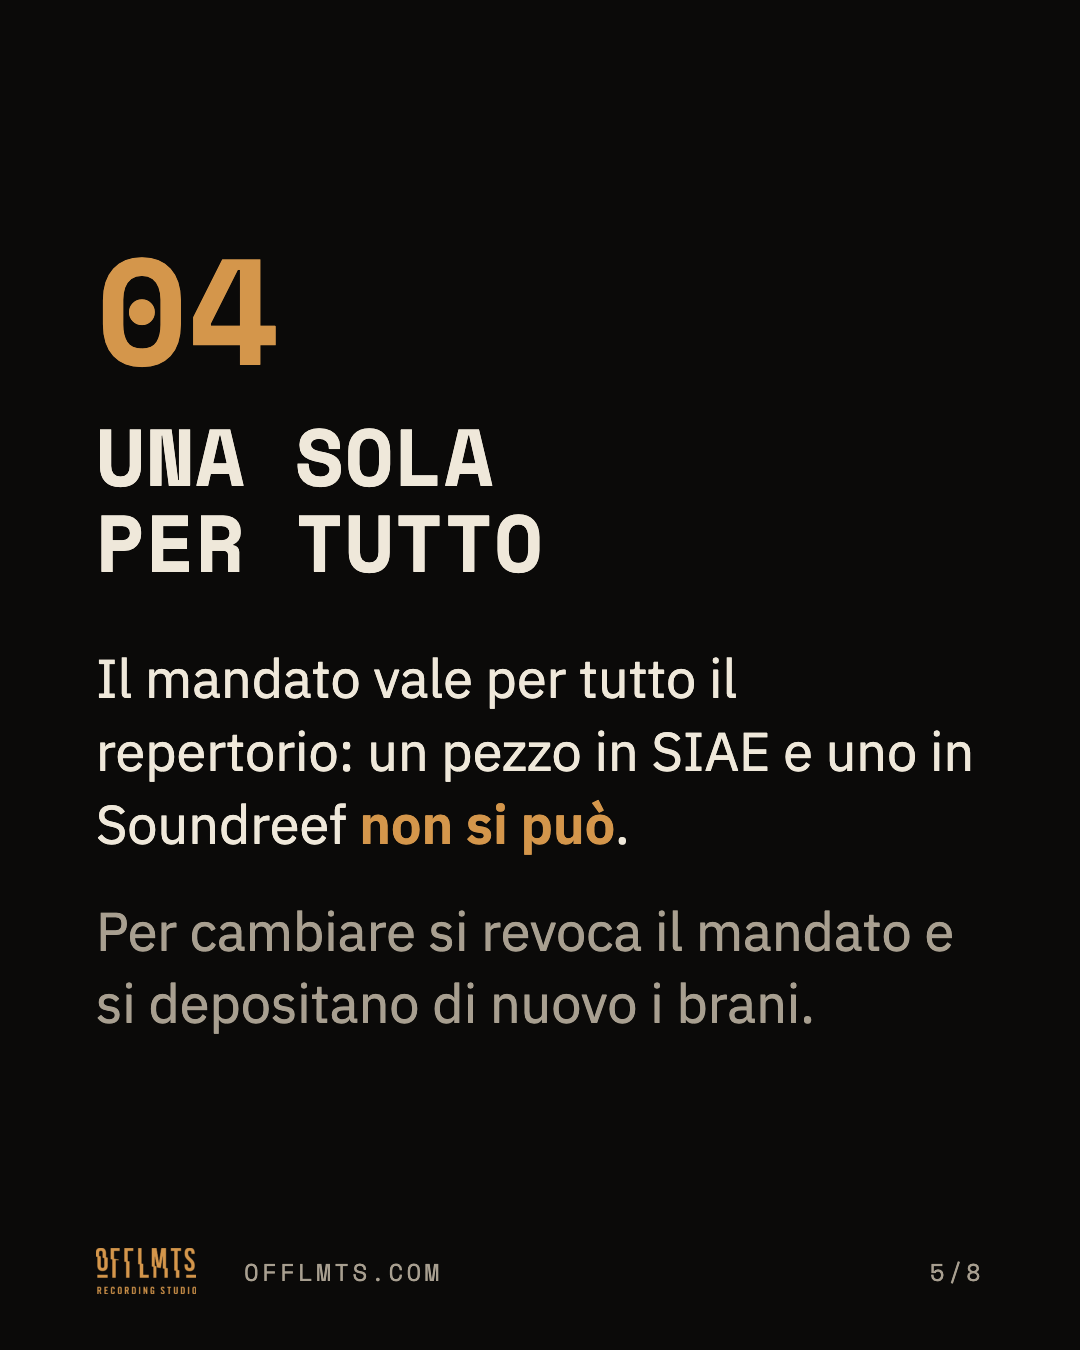 04
UNA SOLA
PER TUTTO
Il mandato vale per tutto il
repertorio: un pezzo in SIAE e uno in
Soundreef non si può.
Per cambiare si revoca il mandato e
si depositano di nuovo i brani.
OFFLMTS
RECORDING STUDIO
OFFLMTS.COM
5/8